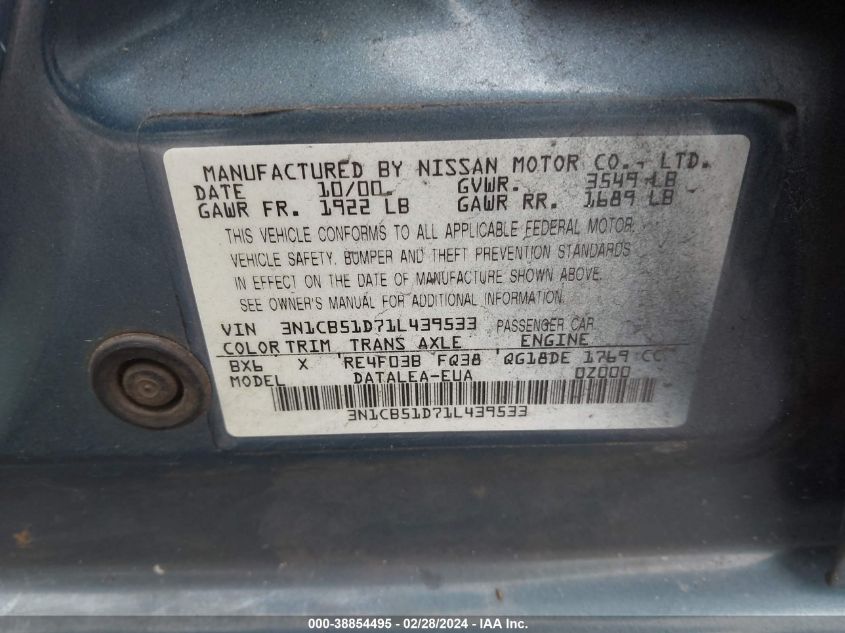 MANUFACTURED BY NISSAN MOTOR CO., LTD.
DATE 10/00 GVWR. 3549 LB
GAWR FR. 1922 LB GAWR RR. 1689 LB
THIS VEHICLE CONFORMS TO ALL APPLICABLE FEDERAL MOTOR
VEHICLE SAFETY, BUMPER AND THEFT PREVENTION STANDARDS
IN EFFECT ON THE DATE OF MANUFACTURE SHOWN ABOVE.
SEE OWNER'S MANUAL FOR ADDITIONAL INFORMATION.
VIN 3N1CB51D71L439533 PASSENGER CAR
COLOR TRIM TRANS AXLE ENGINE
BX6 X RE4F03B FQ38 QG18DE 1769 CC
MODEL DATALEA-EUA 0Z000
3N1CB51D71L439533
000-38854495 - 02/28/2024 - IAAI Inc.